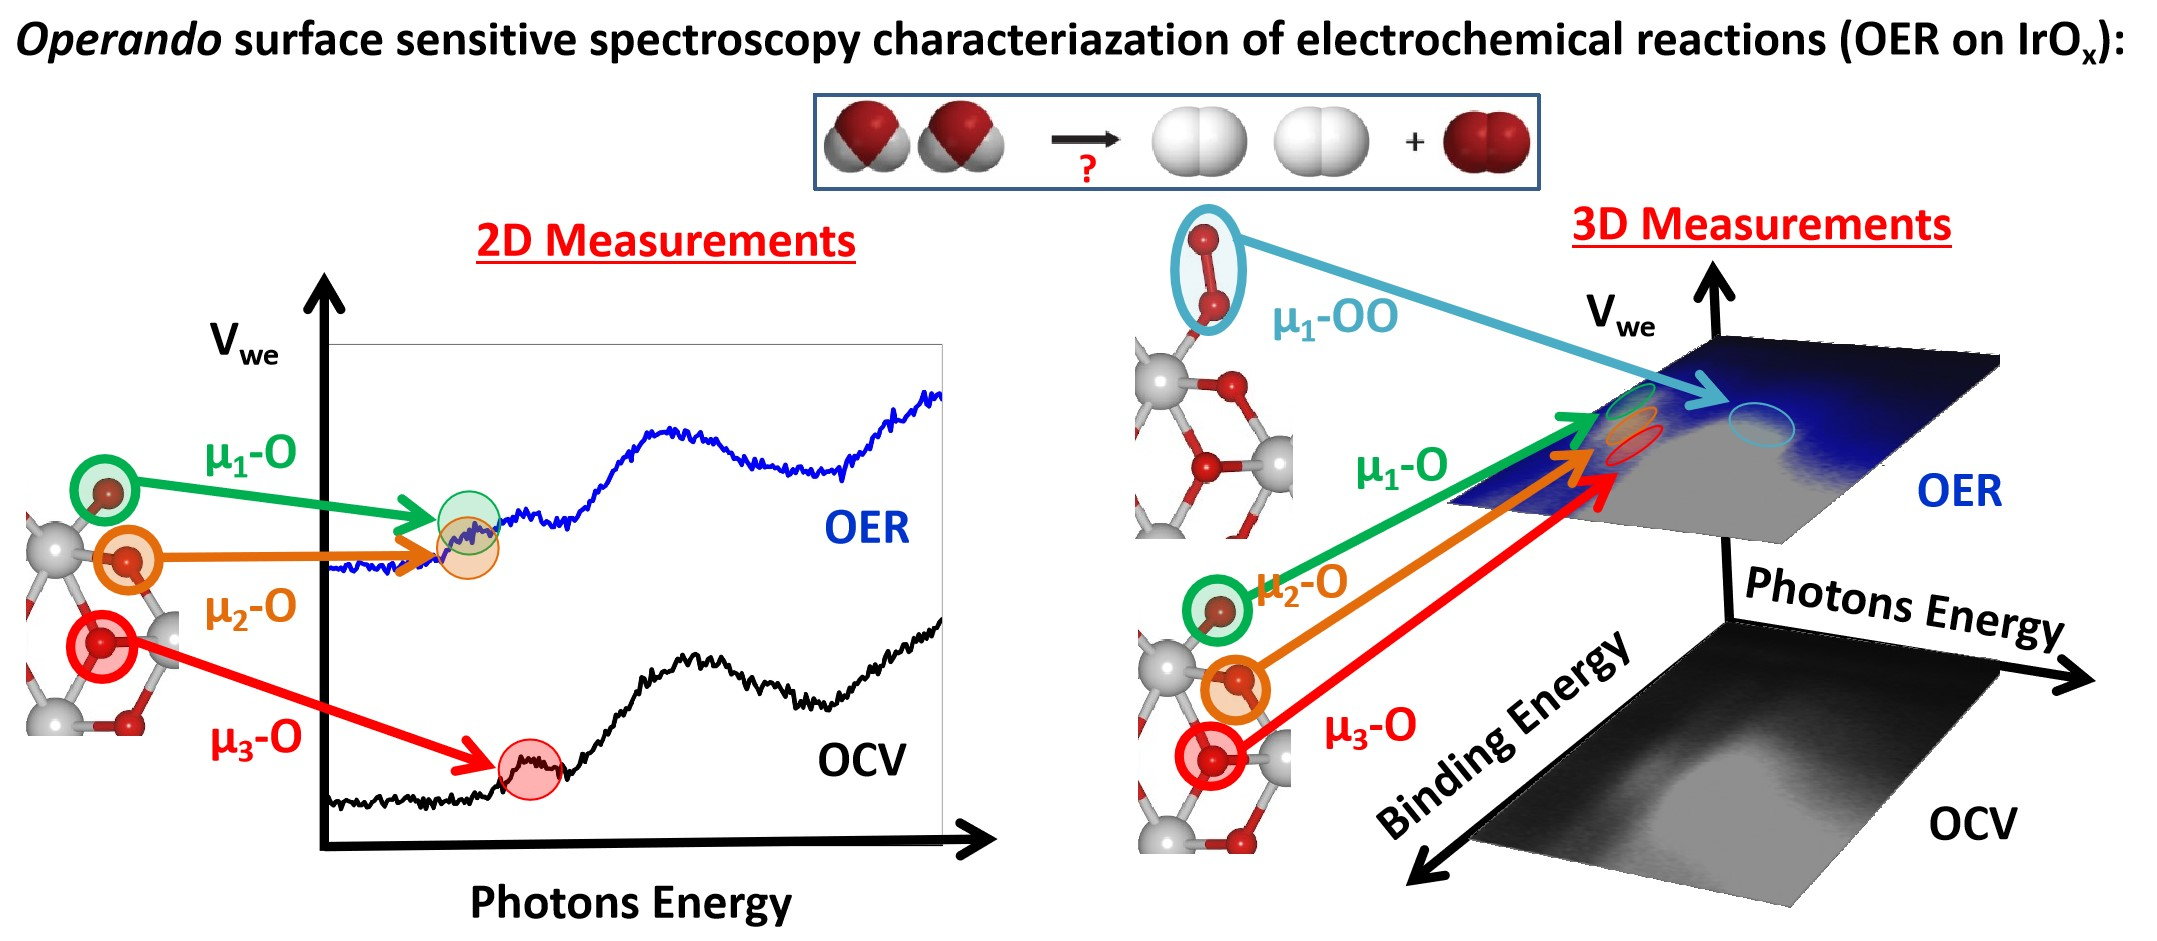 Operando surface sensitive spectroscopy characteriazation of electrochemical reactions (OER on IrOx):
?
+
2D Measurements
Vwe
μ1-O
μ2-O
μ3-O
OER
OCV
Photons Energy
3D Measurements
Vwe
μ1-OO
μ1-O
μ2-O
μ3-O
OER
Photons Energy
Binding Energy
OCV